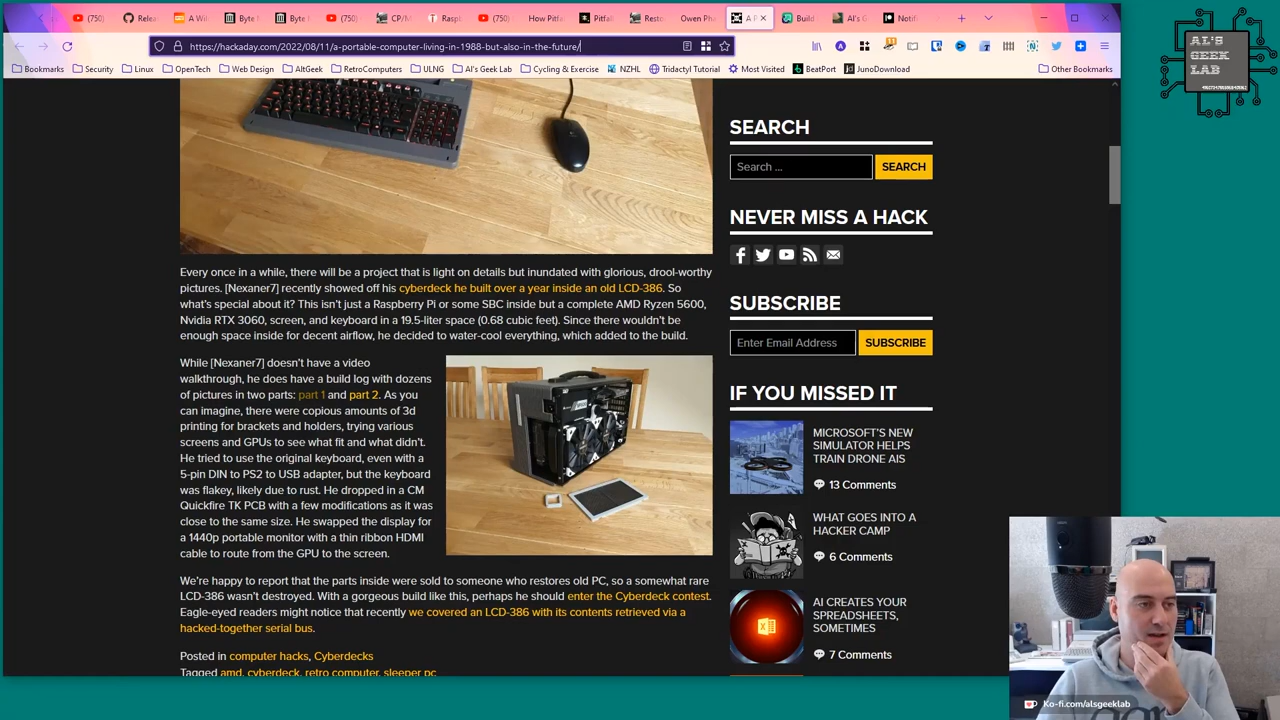 (750)
Relea
A Wi
Byte
Byte
(750)
CP/M
Raspb
(750)
How Pitfa
Pitfal
Resto
Owen Pha
A P
Build
Al's G
Notifi
https://hackaday.com/2022/08/11/a-portable-computer-living-in-1988-but-also-in-the-future/
Bookmarks Security Linux OpenTech Web Design AltGeek RetroComputers ULNG Al's Geek Lab Cycling & Exercise NZHL Tridactyl Tutorial Most Visited BeatPort JunoDownload Other Bookmarks
AL'S
GEEK
LAB
SEARCH
Search ... SEARCH
NEVER MISS A HACK
SUBSCRIBE
Enter Email Address SUBSCRIBE
IF YOU MISSED IT
MICROSOFT'S NEW
SIMULATOR HELPS
TRAIN DRONE AIS
13 Comments
WHAT GOES INTO A
HACKER CAMP
6 Comments
AI CREATES YOUR
SPREADSHEETS,
SOMETIMES
7 Comments
Every once in a while, there will be a project that is light on details but inundated with glorious, drool-worthy
pictures. [Nexaner7] recently showed off his cyberdeck he built over a year inside an old LCD-386. So
what's special about it? This isn't just a Raspberry Pi or some SBC inside but a complete AMD Ryzen 5600,
Nvidia RTX 3060, screen, and keyboard in a 19.5-liter space (0.68 cubic feet). Since there wouldn't be
enough space inside for decent airflow, he decided to water-cool everything, which added to the build.
While [Nexaner7] doesn't have a video
walkthrough, he does have a build log with dozens
of pictures in two parts: part 1 and part 2. As you
can imagine, there were copious amounts of 3d
printing for brackets and holders, trying various
screens and GPUs to see what fit and what didn't.
He tried to use the original keyboard, even with a
5-pin DIN to PS2 to USB adapter, but the keyboard
was flakey, likely due to rust. He dropped in a CM
Quickfire TK PCB with a few modifications as it was
close to the same size. He swapped the display for
a 1440p portable monitor with a thin ribbon HDMI
cable to route from the GPU to the screen.
We're happy to report that the parts inside were sold to someone who restores old PC, so a somewhat rare
LCD-386 wasn't destroyed. With a gorgeous build like this, perhaps he should enter the Cyberdeck contest.
Eagle-eyed readers might notice that recently we covered an LCD-386 with its contents retrieved via a
hacked-together serial bus.
Posted in computer hacks, Cyberdecks
Tagged amd, cyberdeck, retro computer, sleeper pc
Ko-fi.com/alsgeeklab